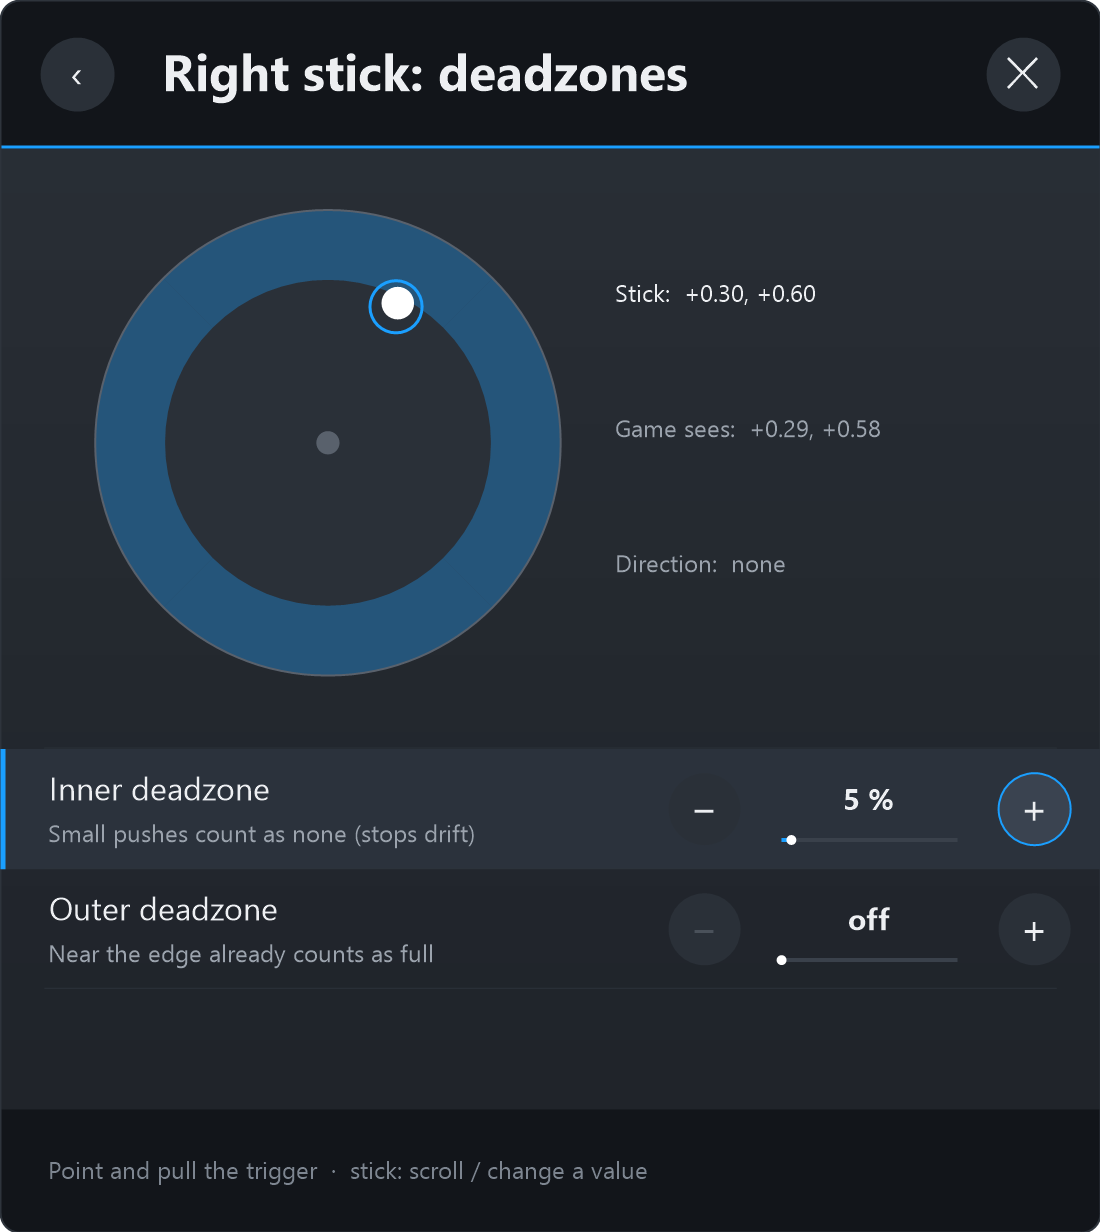 ‹ Right stick: deadzones
Stick: +0.30, +0.60
Game sees: +0.29, +0.58
Direction: none
Inner deadzone
Small pushes count as none (stops drift)
− 5 % +
Outer deadzone
Near the edge already counts as full
− off +
Point and pull the trigger · stick: scroll / change a value